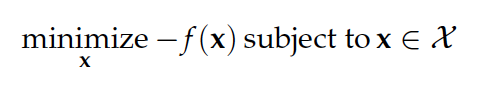 minimize −f(x) subject to x ∈ 𝒳
x